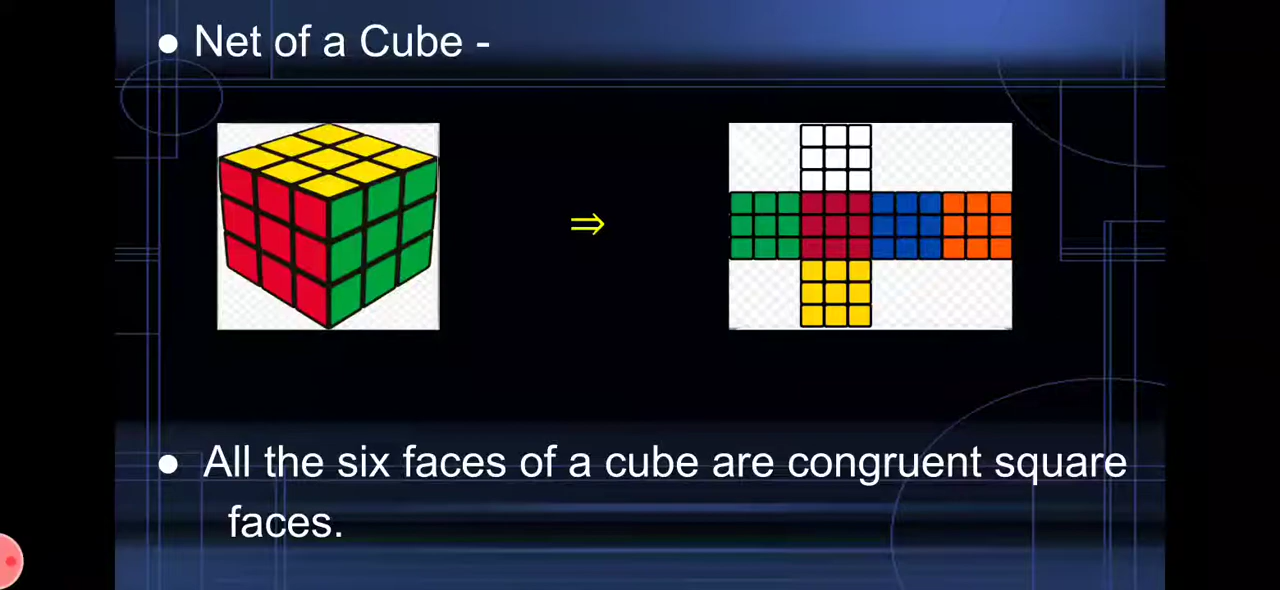 ● Net of a Cube -
⇒
● All the six faces of a cube are congruent square
faces.